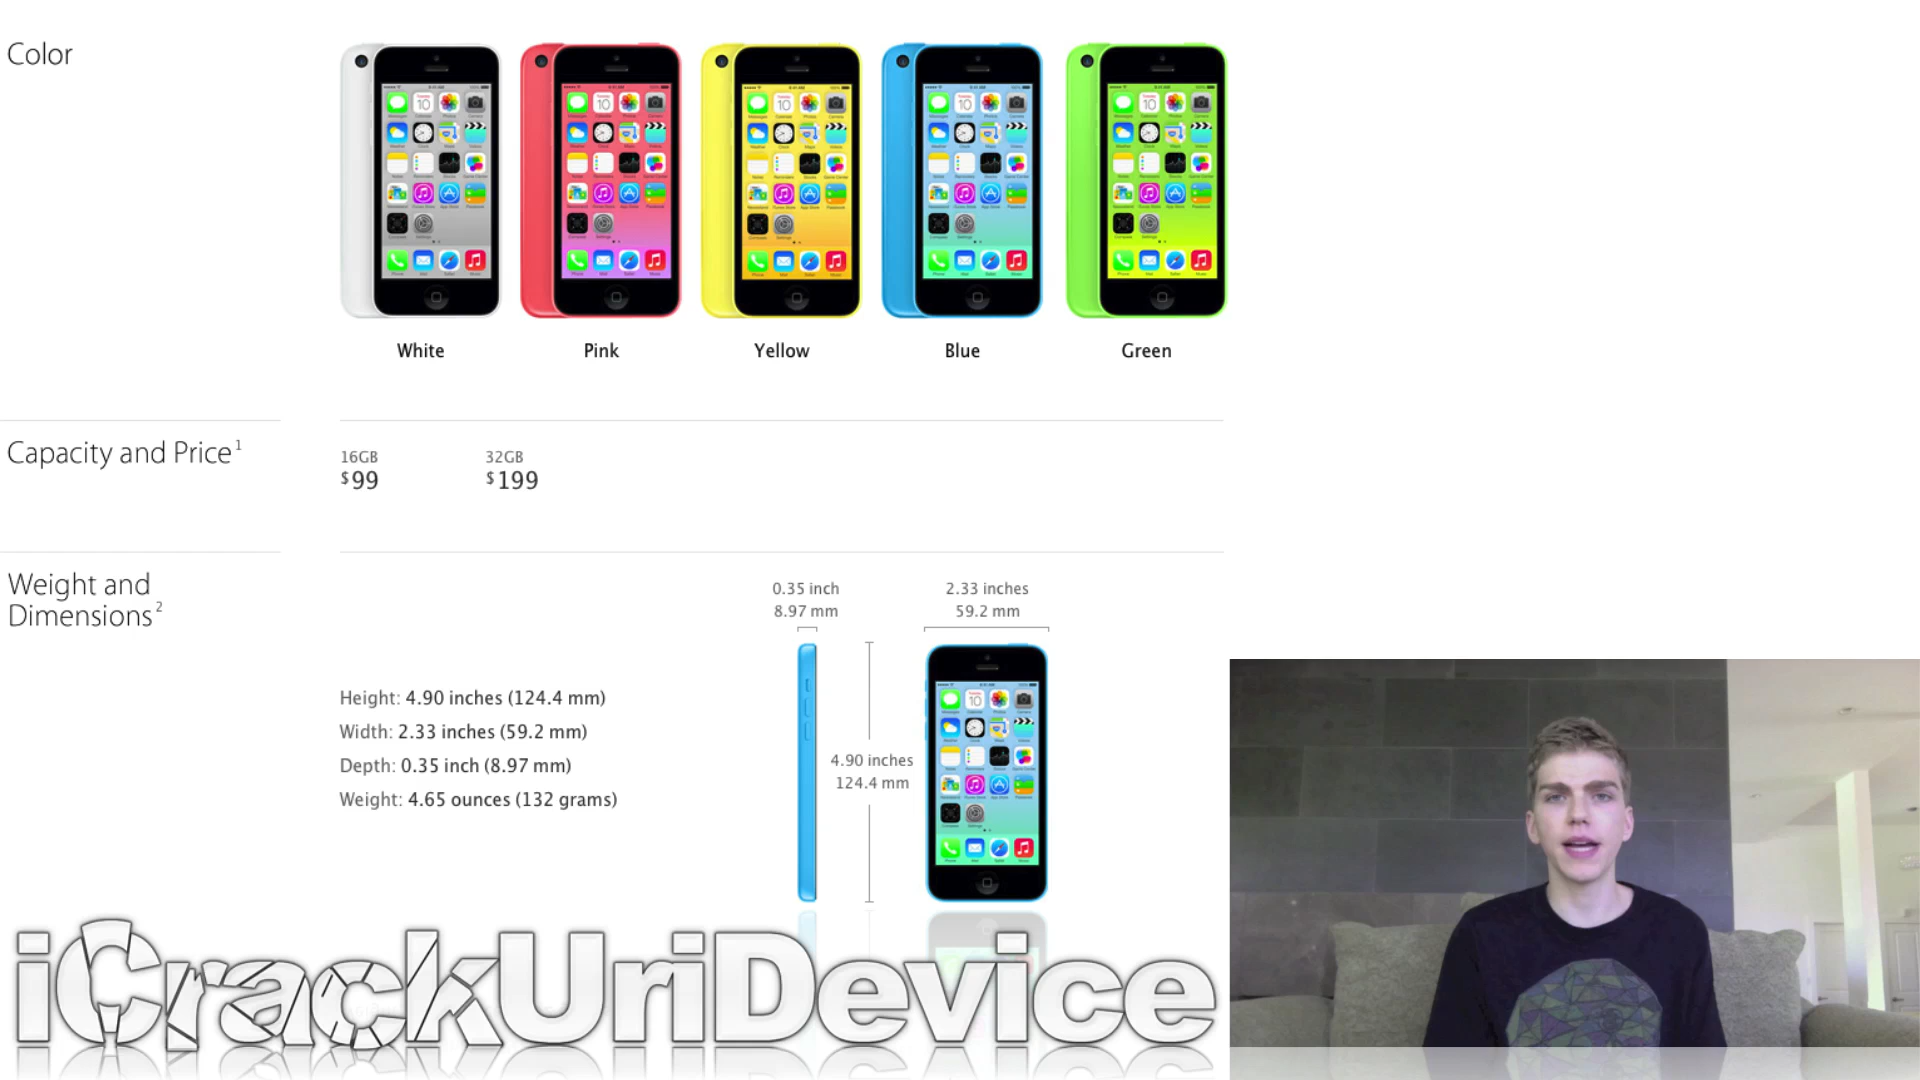 Color
White
Pink
Yellow
Blue
Green
Capacity and Price1
16GB
$99
32GB
$199
Weight and
Dimensions2
0.35 inch
8.97 mm
2.33 inches
59.2 mm
Height: 4.90 inches (124.4 mm)
Width: 2.33 inches (59.2 mm)
Depth: 0.35 inch (8.97 mm)
Weight: 4.65 ounces (132 grams)
4.90 inches
124.4 mm
iCrackUriDevice